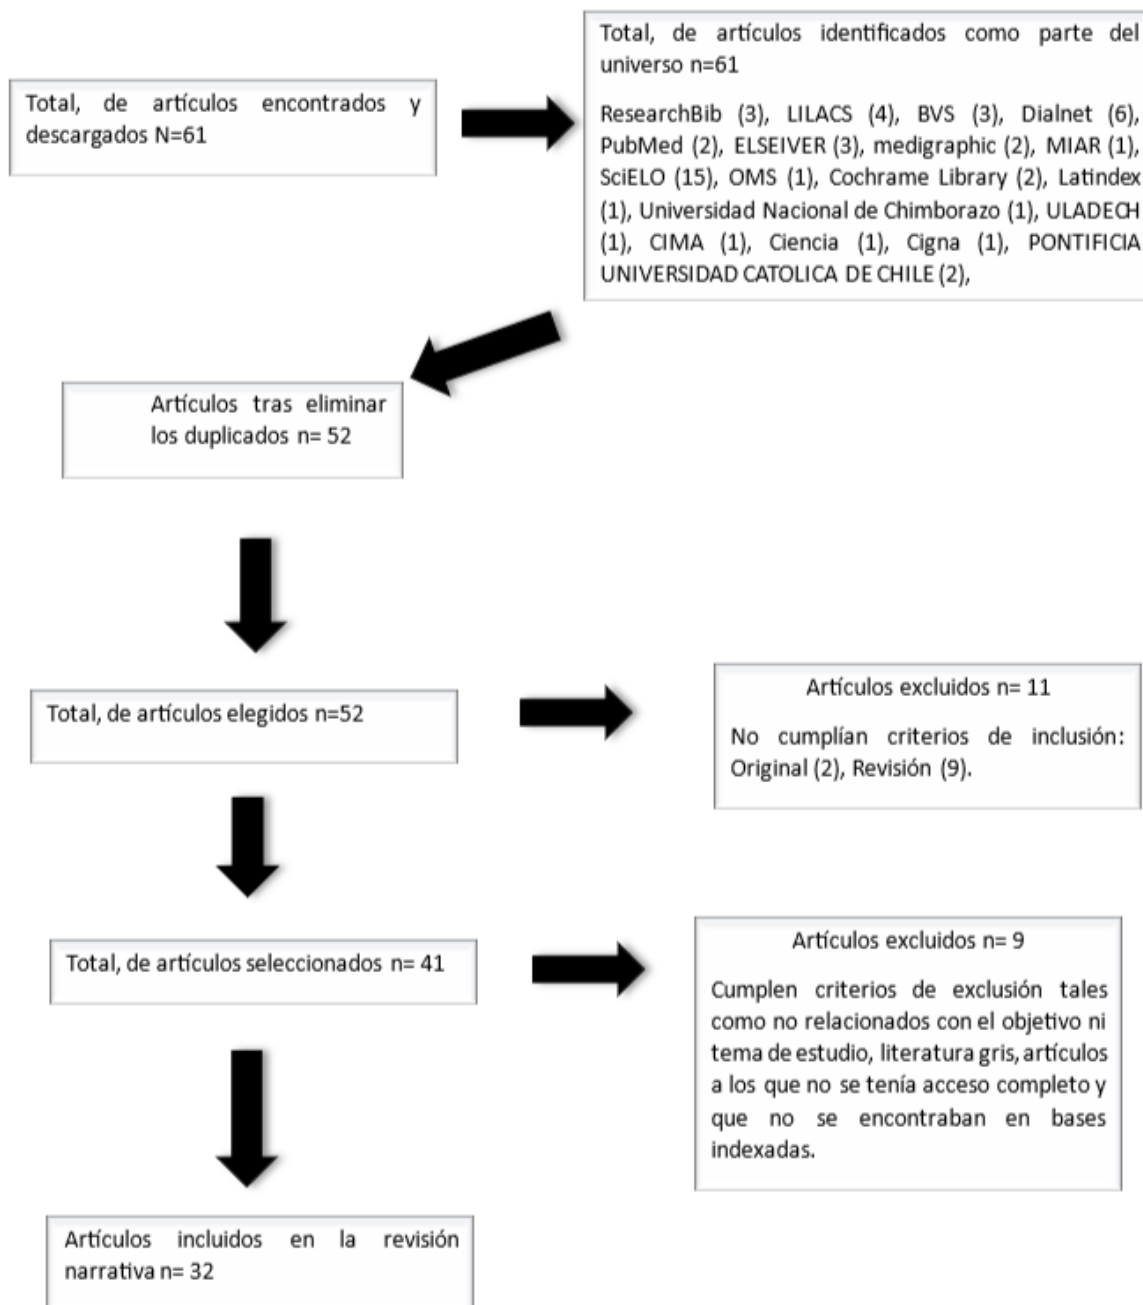 Total, de artículos encontrados y
descargados N=61
Total, de artículos identificados como parte del
universo n=61
ResearchBib (3), LILACS (4), BVS (3), Dialnet (6),
PubMed (2), ELSEIVER (3), medigraphic (2), MIAR (1),
SciELO (15), OMS (1), Cochrame Library (2), Latindex
(1), Universidad Nacional de Chimborazo (1), ULADECH
(1), CIMA (1), Ciencia (1), Cigna (1), PONTIFICIA
UNIVERSIDAD CATOLICA DE CHILE (2),
Artículos tras eliminar
los duplicados n= 52
Total, de artículos elegidos n=52
Artículos excluidos n= 11
No cumplían criterios de inclusión:
Original (2), Revisión (9).
Total, de artículos seleccionados n= 41
Artículos excluidos n= 9
Cumplen criterios de exclusión tales
como no relacionados con el objetivo ni
tema de estudio, literatura gris, artículos
a los que no se tenía acceso completo y
que no se encontraban en bases
indexadas.
Artículos incluidos en la revisión
narrativa n= 32